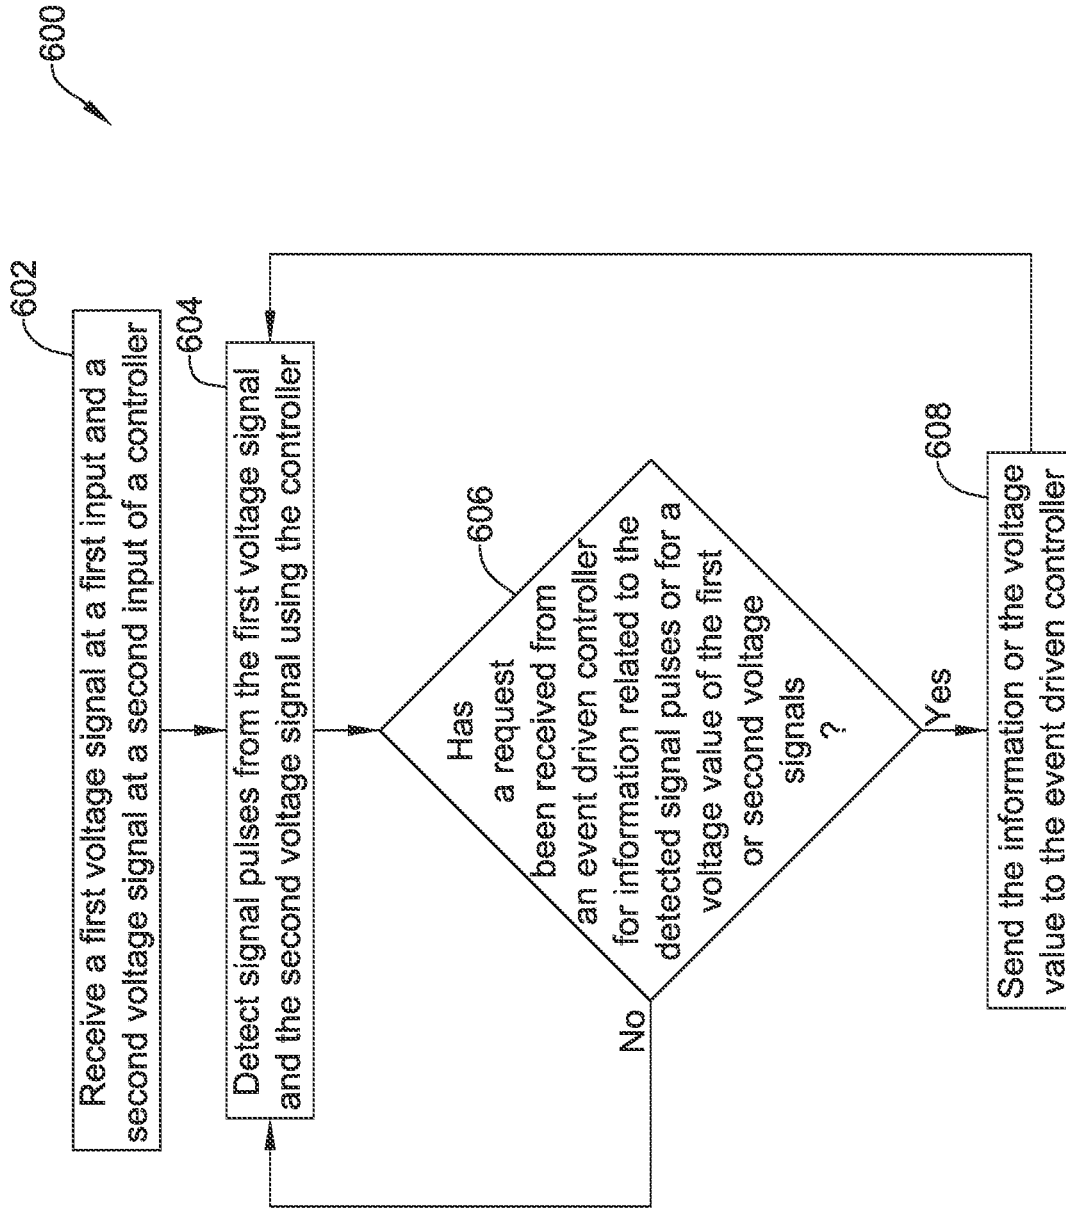 600
602
Receive a first voltage signal at a first input and a
second voltage signal at a second input of a controller
604
Detect signal pulses from the first voltage signal
and the second voltage signal using the controller
606
Has
a request
been received from
an event driven controller
for information related to the
detected signal pulses or for a
voltage value of the first
or second voltage
signals
?
No
Yes
608
Send the information or the voltage
value to the event driven controller